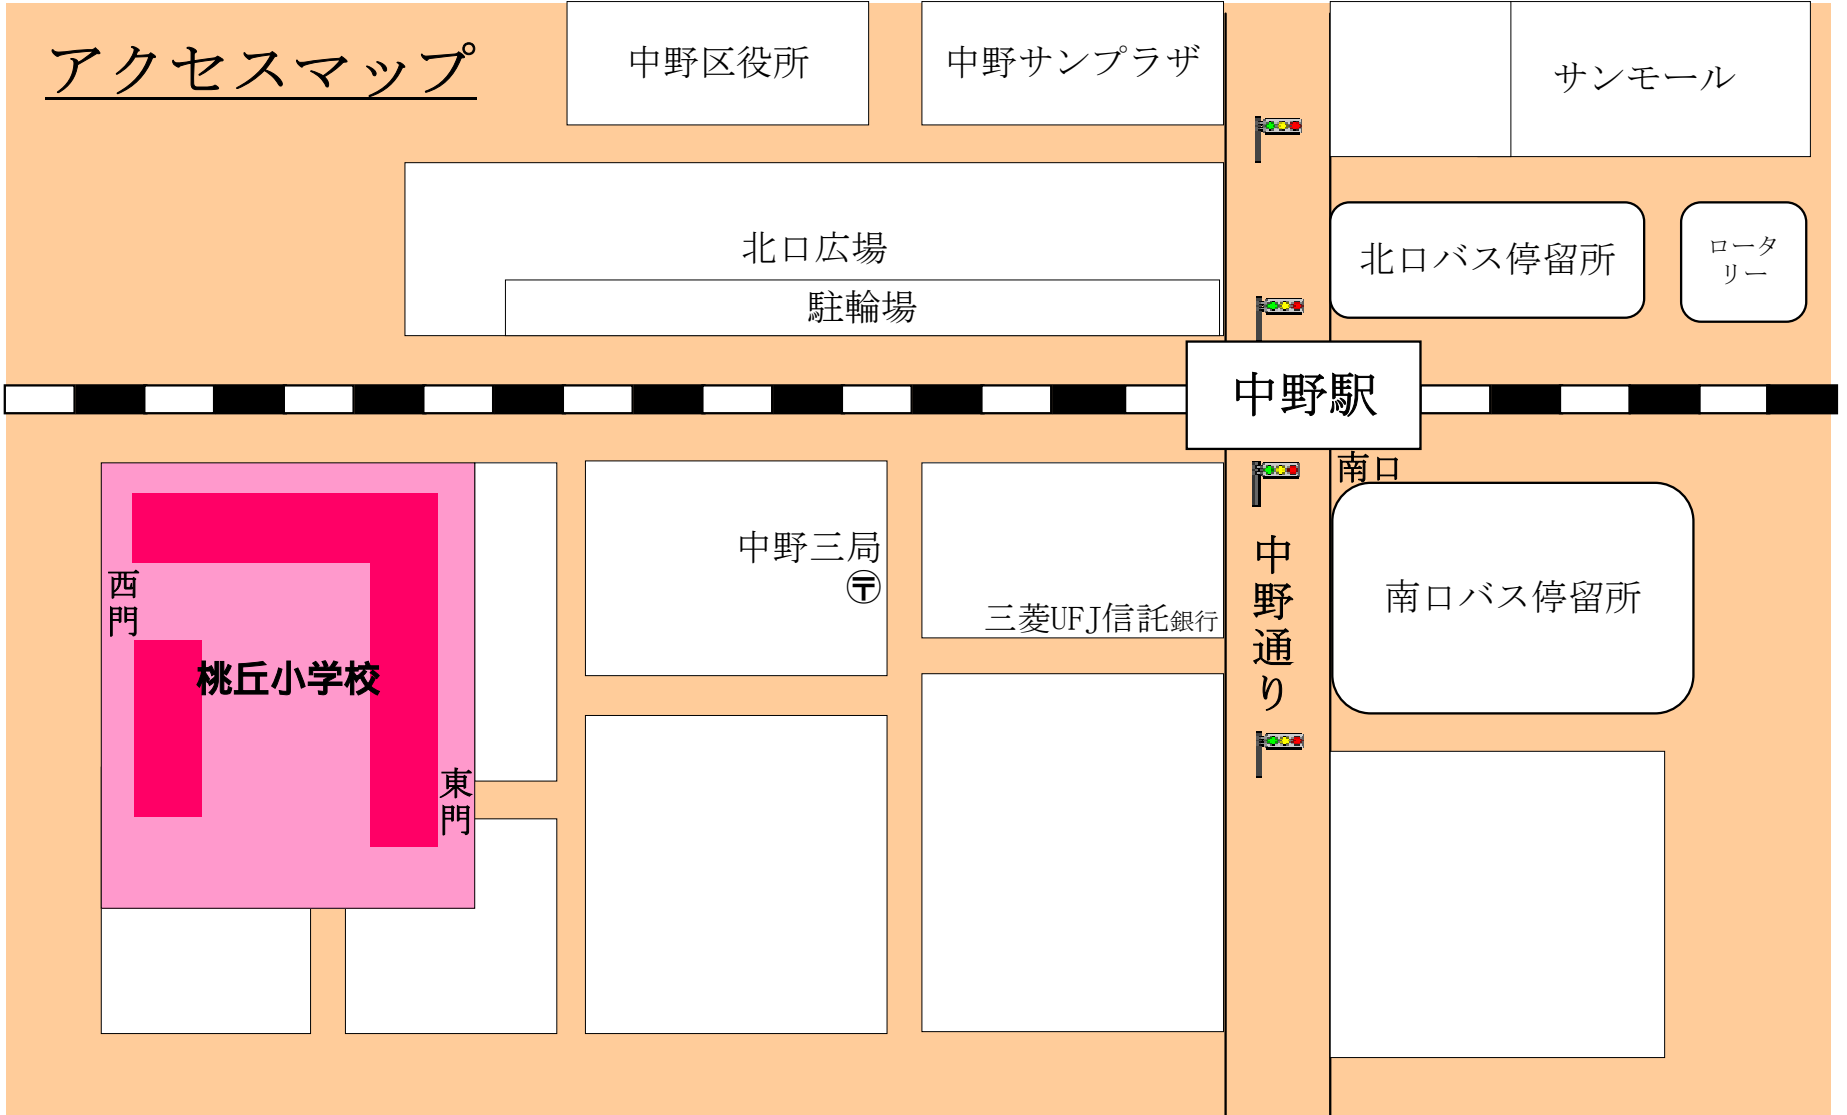 アクセスマップ
中野区役所
中野サンプラザ
サンモール
北口広場
駐輪場
北口バス停留所
ロータ
リー
中野駅
南口
中野三局
〒
三菱UFJ信託銀行
中野通り
南口バス停留所
西門
桃丘小学校
東門